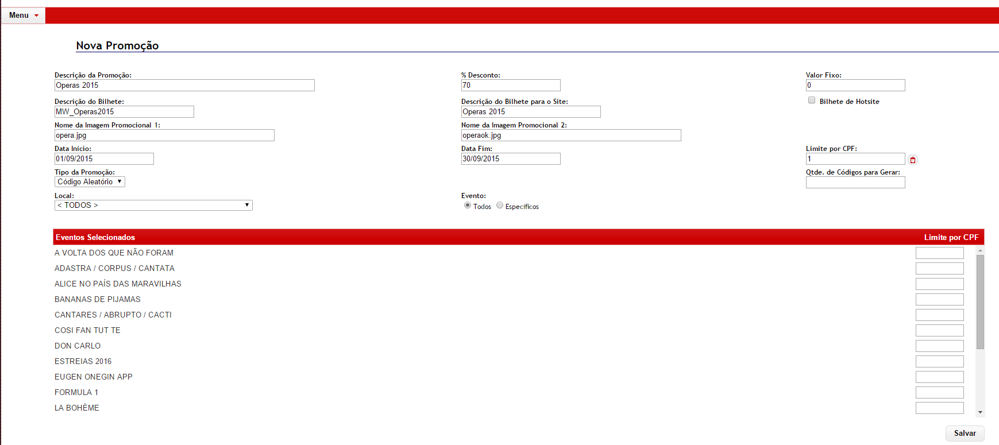 Menu
Nova Promoção
Descrição da Promoção: % Desconto: Valor Fixo:
Operas 2015 70 0
Descrição do Bilhete: Descrição do Bilhete para o Site: Bilhete de Hotsite
MW_Operas2015 Operas 2015
Nome da Imagem Promocional 1: Nome da Imagem Promocional 2:
opera.jpg operaok.jpg
Data Início: Data Fim: Limite por CPF:
01/09/2015 30/09/2015 1
Tipo da Promoção: Qtde. de Códigos para Gerar:
Código Aleatório
Local: Evento:
< TODOS > Todos Específicos
Eventos Selecionados Limite por CPF
A VOLTA DOS QUE NÃO FORAM
ADASTRA / CORPUS / CANTATA
ALICE NO PAÍS DAS MARAVILHAS
BANANAS DE PIJAMAS
CANTARES / ABRUPTO / CACTI
COSI FAN TUT TE
DON CARLO
ESTREIAS 2016
EUGEN ONEGIN APP
FORMULA 1
LA BOHÈME
Salvar